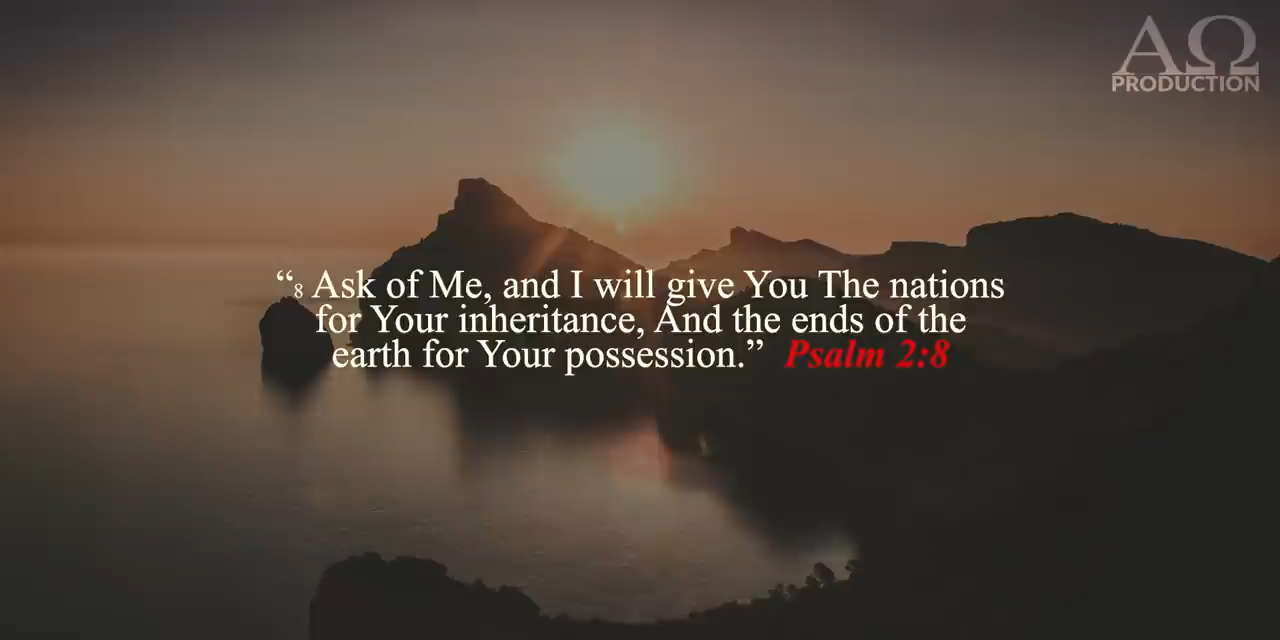 ΑΩ
PRODUCTION
“8 Ask of Me, and I will give You The nations
for Your inheritance, And the ends of the
earth for Your possession.” Psalm 2:8